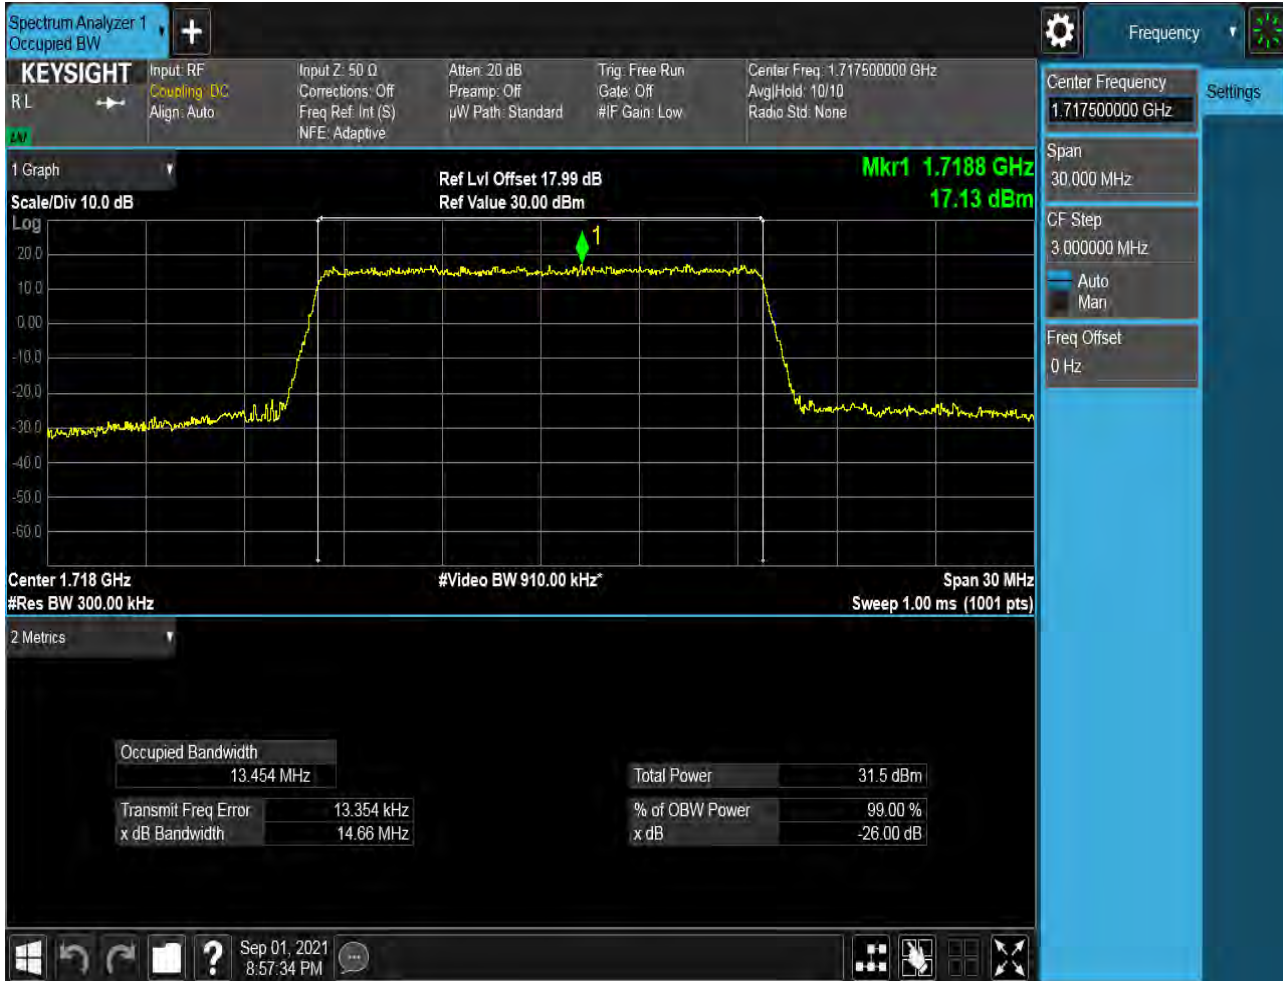 Spectrum Analyzer 1
Occupied BW
Frequency
KEYSIGHT
R L
LXI
Input: RF
Coupling: DC
Align: Auto
Input Z: 50 Ω
Corrections: Off
Freq Ref: Int (S)
NFE: Adaptive
Atten: 20 dB
Preamp: Off
µW Path: Standard
Trig: Free Run
Gate: Off
#IF Gain: Low
Center Freq: 1.717500000 GHz
Avg|Hold: 10/10
Radio Std: None
Center Frequency
1.717500000 GHz
Settings
Span
30.000 MHz
CF Step
3.000000 MHz
Auto
Man
Freq Offset
0 Hz
1 Graph
Scale/Div 10.0 dB
Log
Ref Lvl Offset 17.99 dB
Ref Value 30.00 dBm
Mkr1 1.7188 GHz
17.13 dBm
1
20.0
10.0
0.00
-10.0
-20.0
-30.0
-40.0
-50.0
-60.0
Center 1.718 GHz
#Res BW 300.00 kHz
#Video BW 910.00 kHz*
Span 30 MHz
Sweep 1.00 ms (1001 pts)
2 Metrics
Occupied Bandwidth
13.454 MHz
Transmit Freq Error 13.354 kHz
x dB Bandwidth 14.66 MHz
Total Power 31.5 dBm
% of OBW Power 99.00 %
x dB -26.00 dB
?
Sep 01, 2021
8:57:34 PM